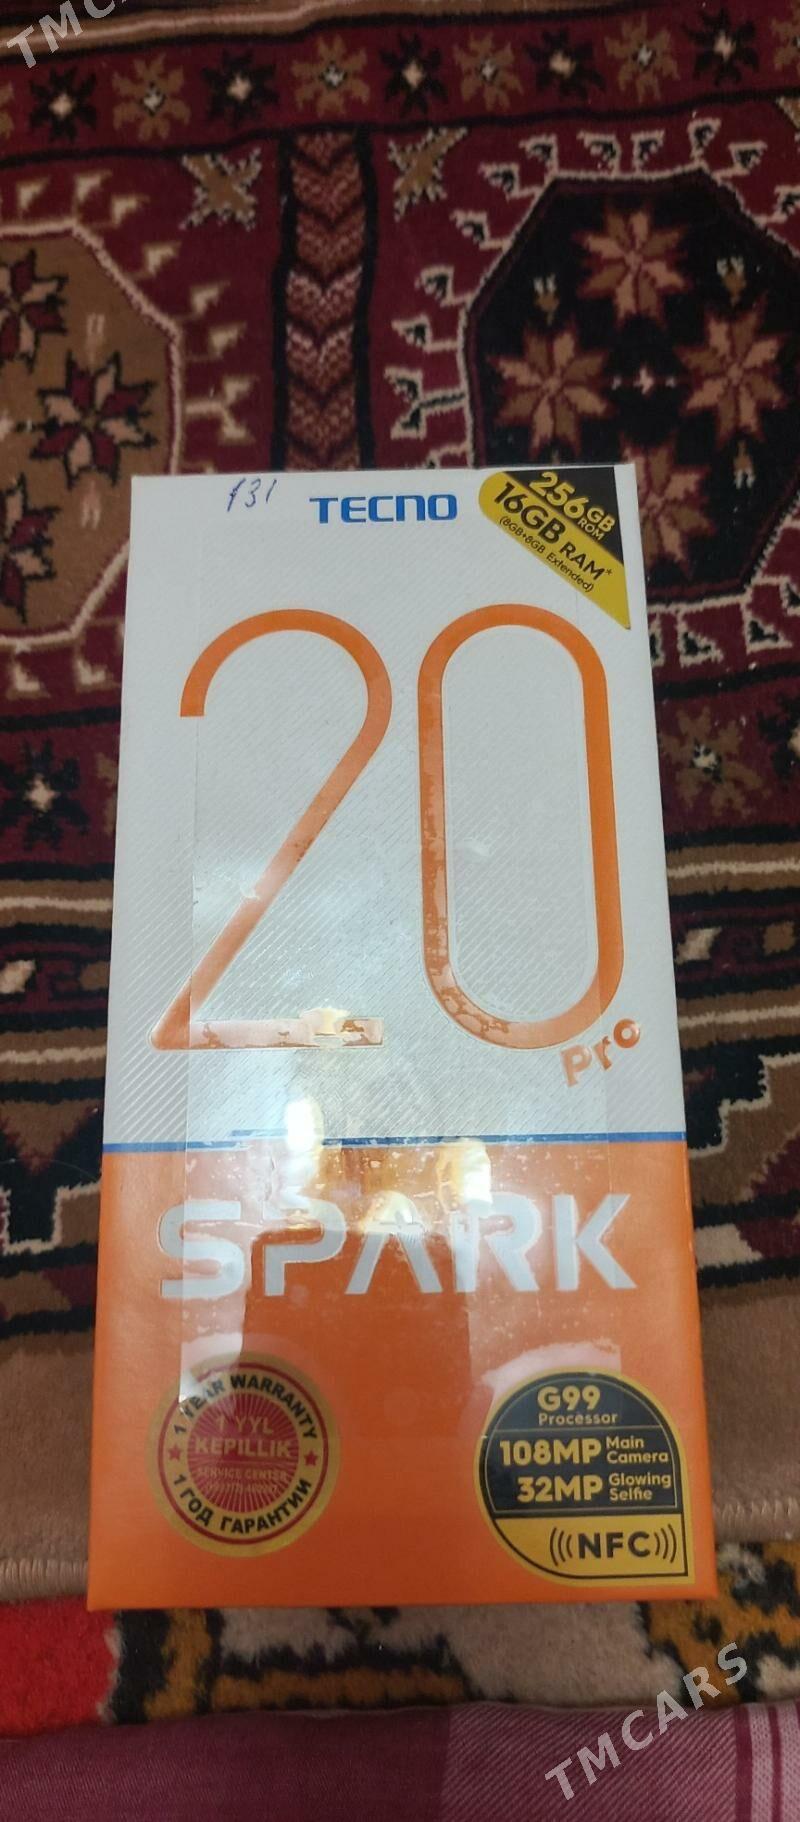 TMCARS
131
TECNO
256GB ROM
16GB RAM*
(8GB+8GB Extended)
20
Pro
SPARK
1 YEAR WARRANTY
1 YYL
KEPILLIK
SERVICE CENTER
1 ГОД ГАРАНТИИ
G99
Processor
108MP Main Camera
32MP Glowing Selfie
(((NFC)))
TMCARS